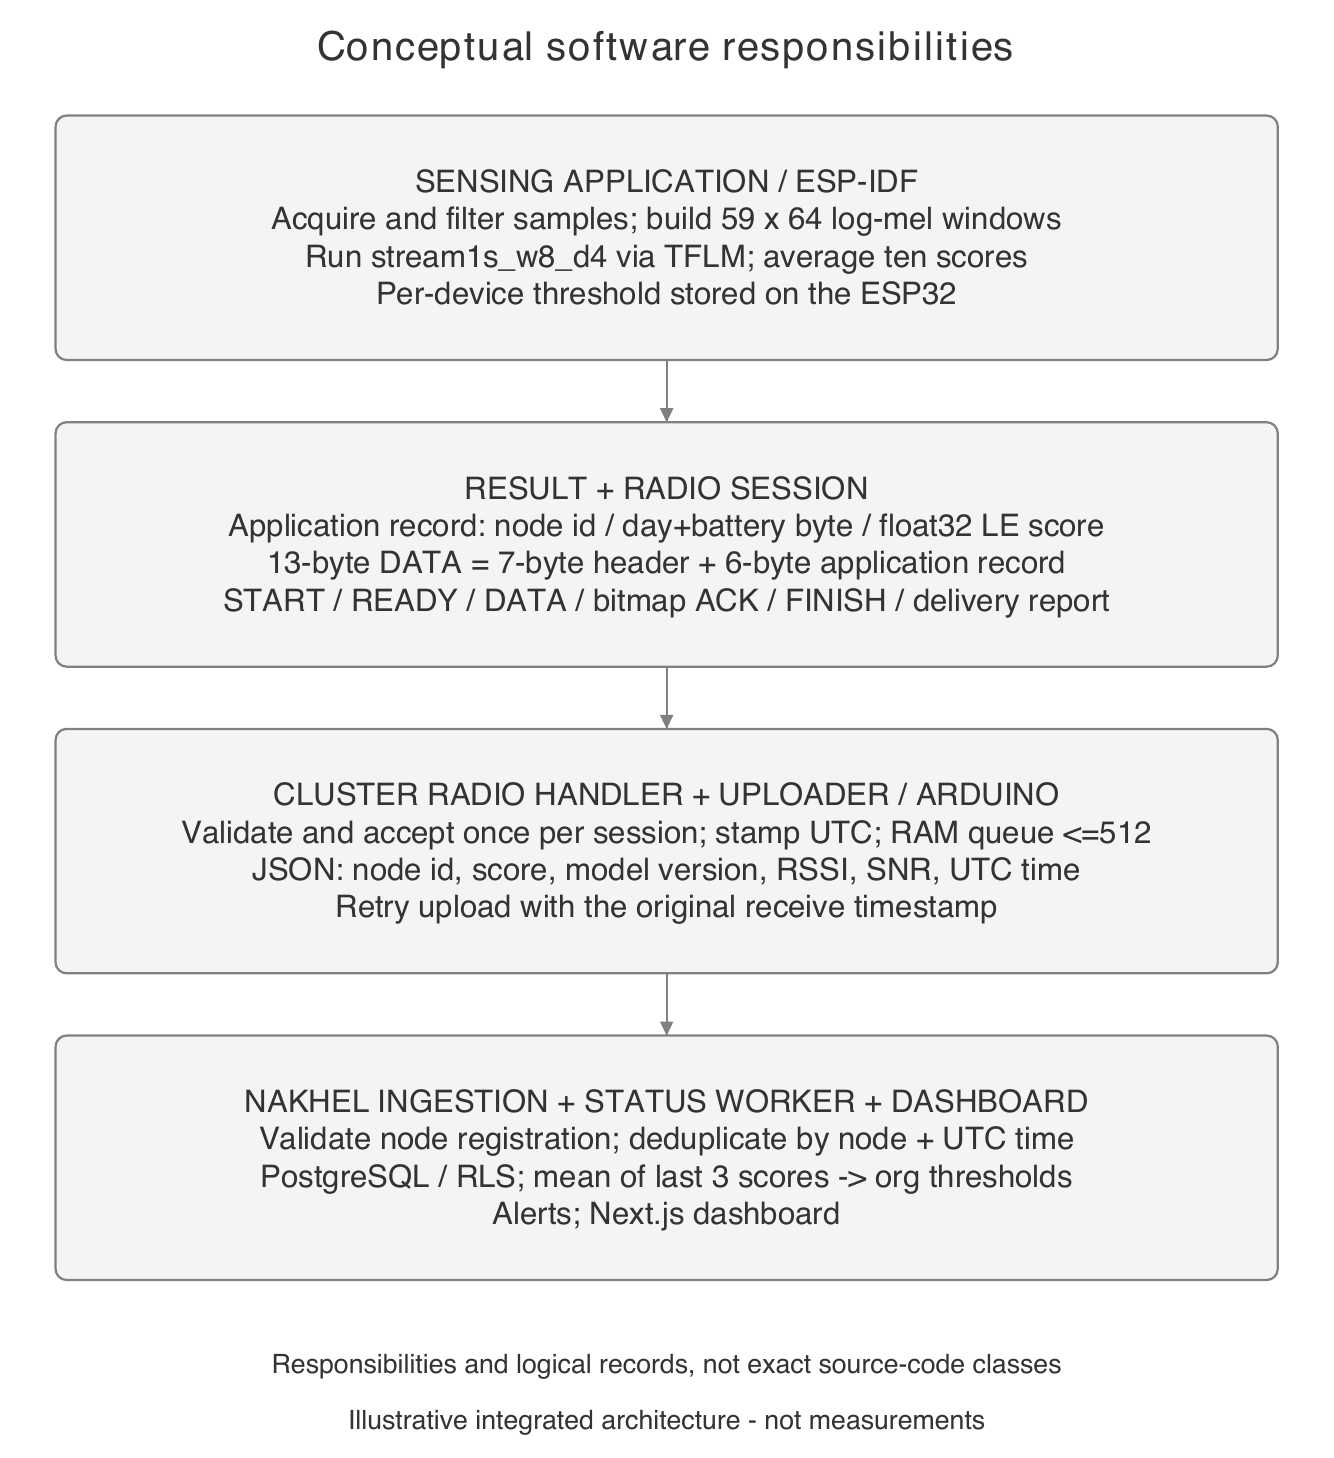 Conceptual software responsibilities
SENSING APPLICATION / ESP-IDF
Acquire and filter samples; build 59 x 64 log-mel windows
Run stream1s_w8_d4 via TFLM; average ten scores
Per-device threshold stored on the ESP32
RESULT + RADIO SESSION
Application record: node id / day+battery byte / float32 LE score
13-byte DATA = 7-byte header + 6-byte application record
START / READY / DATA / bitmap ACK / FINISH / delivery report
CLUSTER RADIO HANDLER + UPLOADER / ARDUINO
Validate and accept once per session; stamp UTC; RAM queue <=512
JSON: node id, score, model version, RSSI, SNR, UTC time
Retry upload with the original receive timestamp
NAKHEL INGESTION + STATUS WORKER + DASHBOARD
Validate node registration; deduplicate by node + UTC time
PostgreSQL / RLS; mean of last 3 scores -> org thresholds
Alerts; Next.js dashboard
Responsibilities and logical records, not exact source-code classes
Illustrative integrated architecture - not measurements